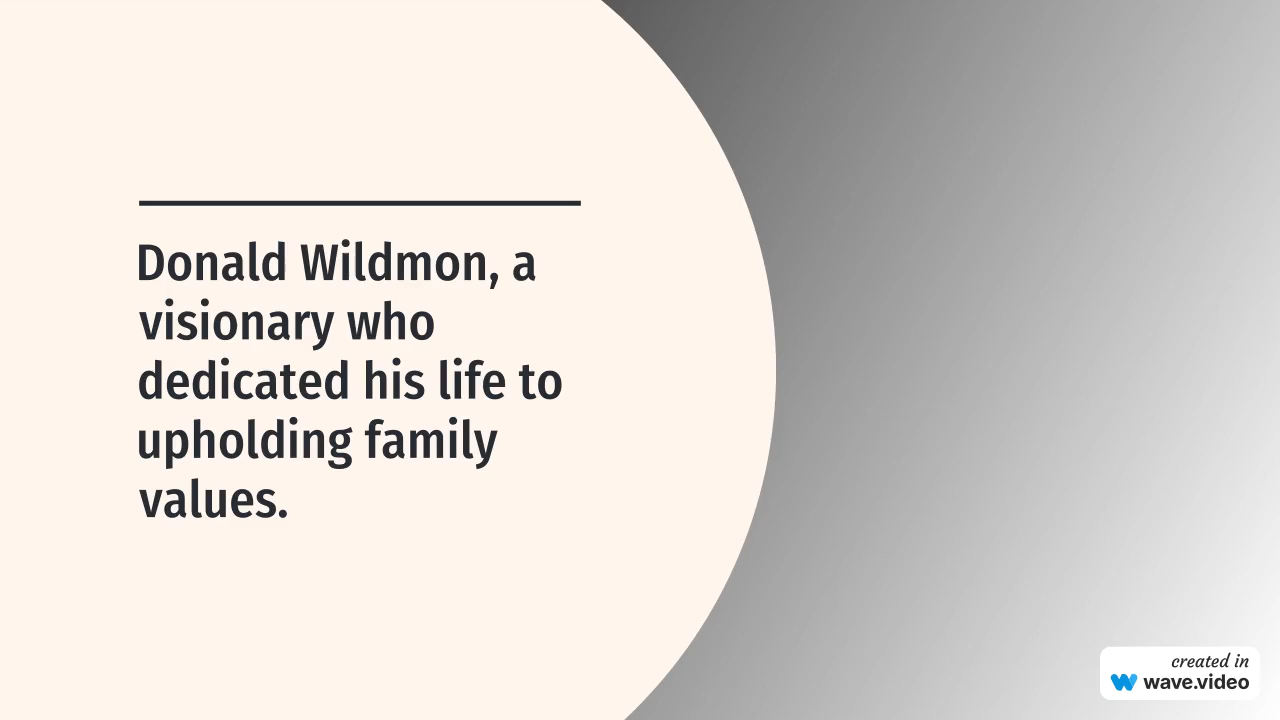 Donald Wildmon, a
visionary who
dedicated his life to
upholding family
values.
created in
wave.video